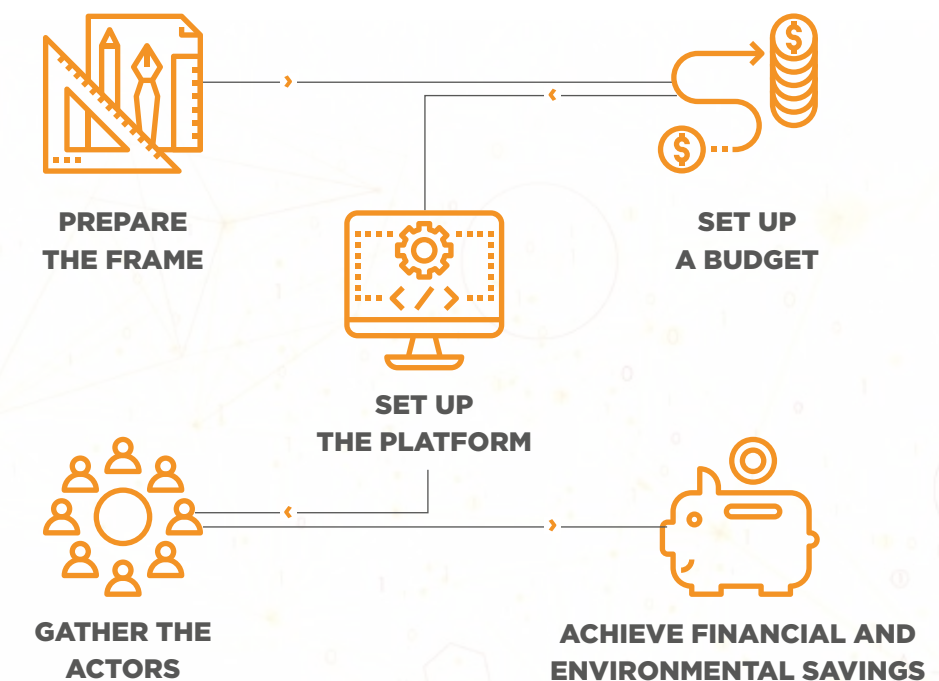 PREPARE
THE FRAME
SET UP
A BUDGET
SET UP
THE PLATFORM
GATHER THE
ACTORS
ACHIEVE FINANCIAL AND
ENVIRONMENTAL SAVINGS